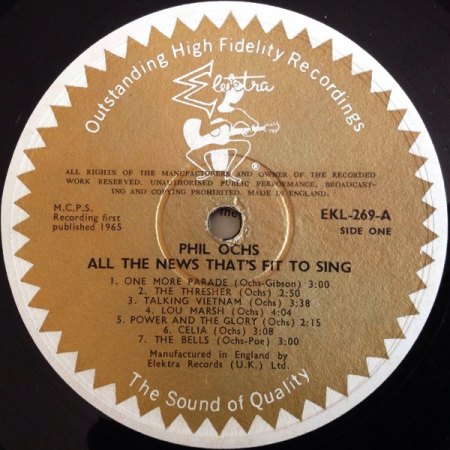 Outstanding High Fidelity Recordings
Elektra
ALL RIGHTS OF THE MANUFACTURERS AND OWNER OF THE RECORDED
WORK RESERVED. UNAUTHORISED PUBLIC PERFORMANCE, BROADCAST-
ING AND COPYING PROHIBITED. MADE IN ENGLAND.
M.C.P.S.
Recording first
published 1965
the
EKL-269-A
SIDE ONE
PHIL OCHS
ALL THE NEWS THAT'S FIT TO SING
1. ONE MORE PARADE (Ochs-Gibson) 3:00
2. THE THRESHER (Ochs) 2:50
3. TALKING VIETNAM (Ochs) 3:38
4. LOU MARSH (Ochs) 4:04
5. POWER AND THE GLORY (Ochs) 2:15
6. CELIA (Ochs) 3:08
7. THE BELLS (Ochs-Poe) 3:00
Manufactured in England by
Elektra Records (U.K.) Ltd.
The Sound of Quality